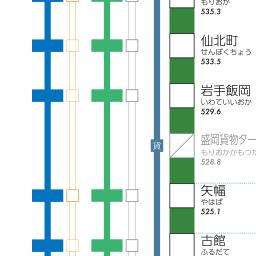 もりおか
535.3
仙北町
せんぼくちょう
533.5
岩手飯岡
いわていいおか
529.6
貨
盛岡貨物ター
もりおかかもつた
528.8
矢幅
やはば
525.1
古館
ふるだて